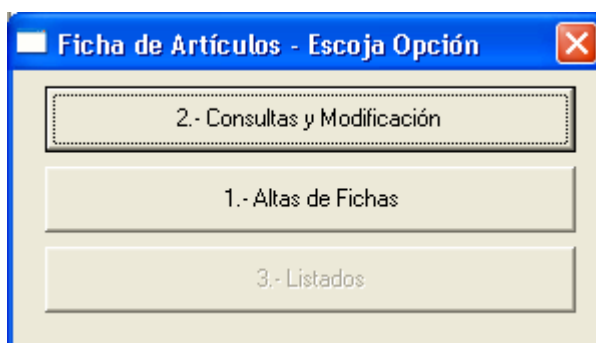 Ficha de Artículos - Escoja Opción
2.- Consultas y Modificación
1.- Altas de Fichas
3.- Listados